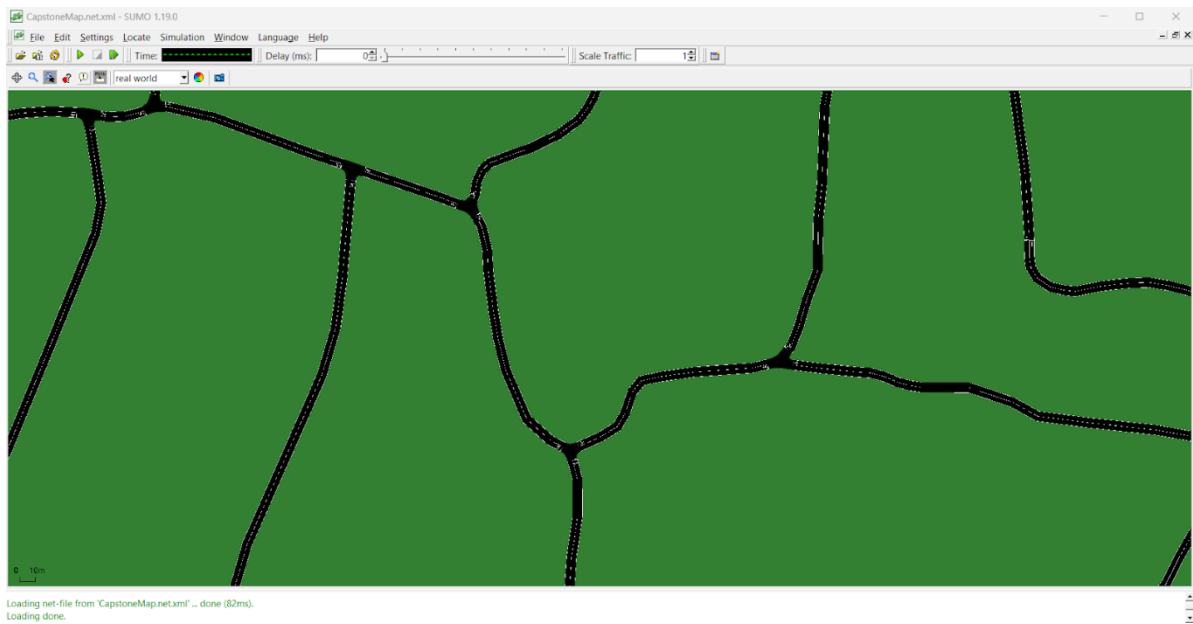 CapstoneMap.net.xml - SUMO 1.19.0
File Edit Settings Locate Simulation Window Language Help
Time: Delay (ms): 0 Scale Traffic: 1
real world
0 10m
Loading net-file from 'CapstoneMap.net.xml' ... done (82ms).
Loading done.